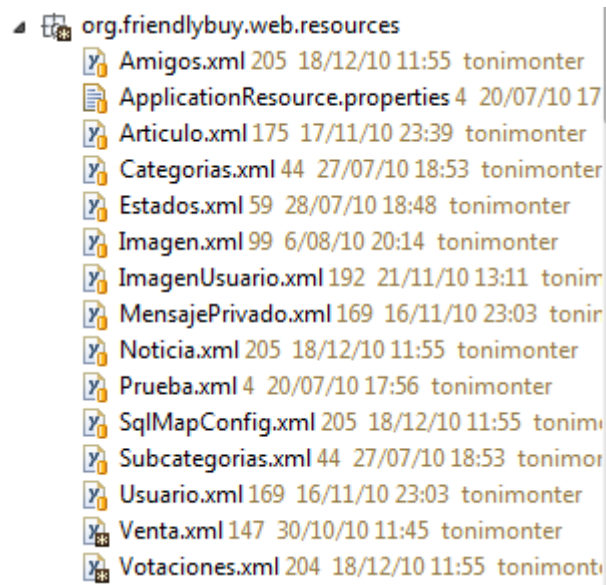 org.friendlybuy.web.resources
Amigos.xml 205 18/12/10 11:55 tonimonter
ApplicationResource.properties 4 20/07/10 17
Articulo.xml 175 17/11/10 23:39 tonimonter
Categorias.xml 44 27/07/10 18:53 tonimonter
Estados.xml 59 28/07/10 18:48 tonimonter
Imagen.xml 99 6/08/10 20:14 tonimonter
ImagenUsuario.xml 192 21/11/10 13:11 tonim
MensajePrivado.xml 169 16/11/10 23:03 tonim
Noticia.xml 205 18/12/10 11:55 tonimonter
Prueba.xml 4 20/07/10 17:56 tonimonter
SqlMapConfig.xml 205 18/12/10 11:55 tonim
Subcategorias.xml 44 27/07/10 18:53 tonimon
Usuario.xml 169 16/11/10 23:03 tonimonter
Venta.xml 147 30/10/10 11:45 tonimonter
Votaciones.xml 204 18/12/10 11:55 tonimont